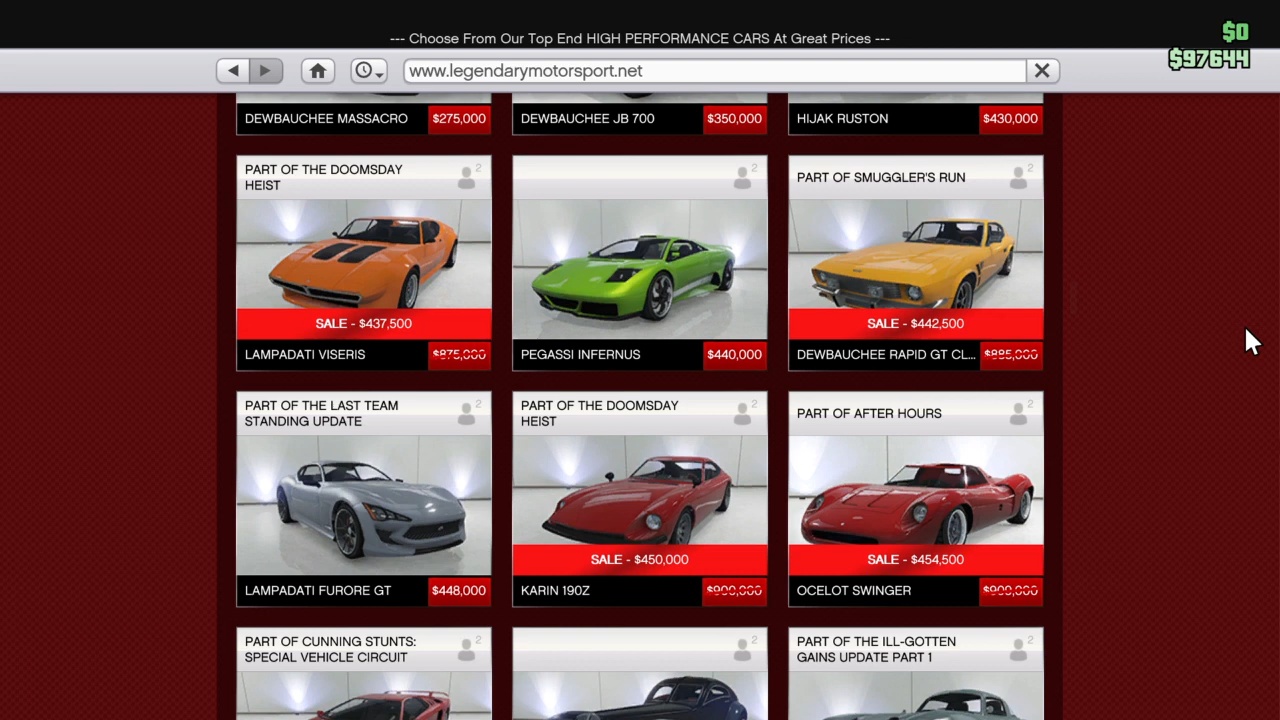 --- Choose From Our Top End HIGH PERFORMANCE CARS At Great Prices ---
$0
$97644
www.legendarymotorsport.net
DEWBAUCHEE MASSACRO $275,000
DEWBAUCHEE JB 700 $350,000
HIJAK RUSTON $430,000
PART OF THE DOOMSDAY
HEIST
2
SALE - $437,500
LAMPADATI VISERIS $875,000
2
PEGASSI INFERNUS $440,000
PART OF SMUGGLER'S RUN
2
SALE - $442,500
DEWBAUCHEE RAPID GT CL... $885,000
PART OF THE LAST TEAM
STANDING UPDATE
2
LAMPADATI FURORE GT $448,000
PART OF THE DOOMSDAY
HEIST
2
SALE - $450,000
KARIN 190Z $900,000
PART OF AFTER HOURS
2
SALE - $454,500
OCELOT SWINGER
PART OF CUNNING STUNTS:
SPECIAL VEHICLE CIRCUIT
2
2
PART OF THE ILL-GOTTEN
GAINS UPDATE PART 1
2